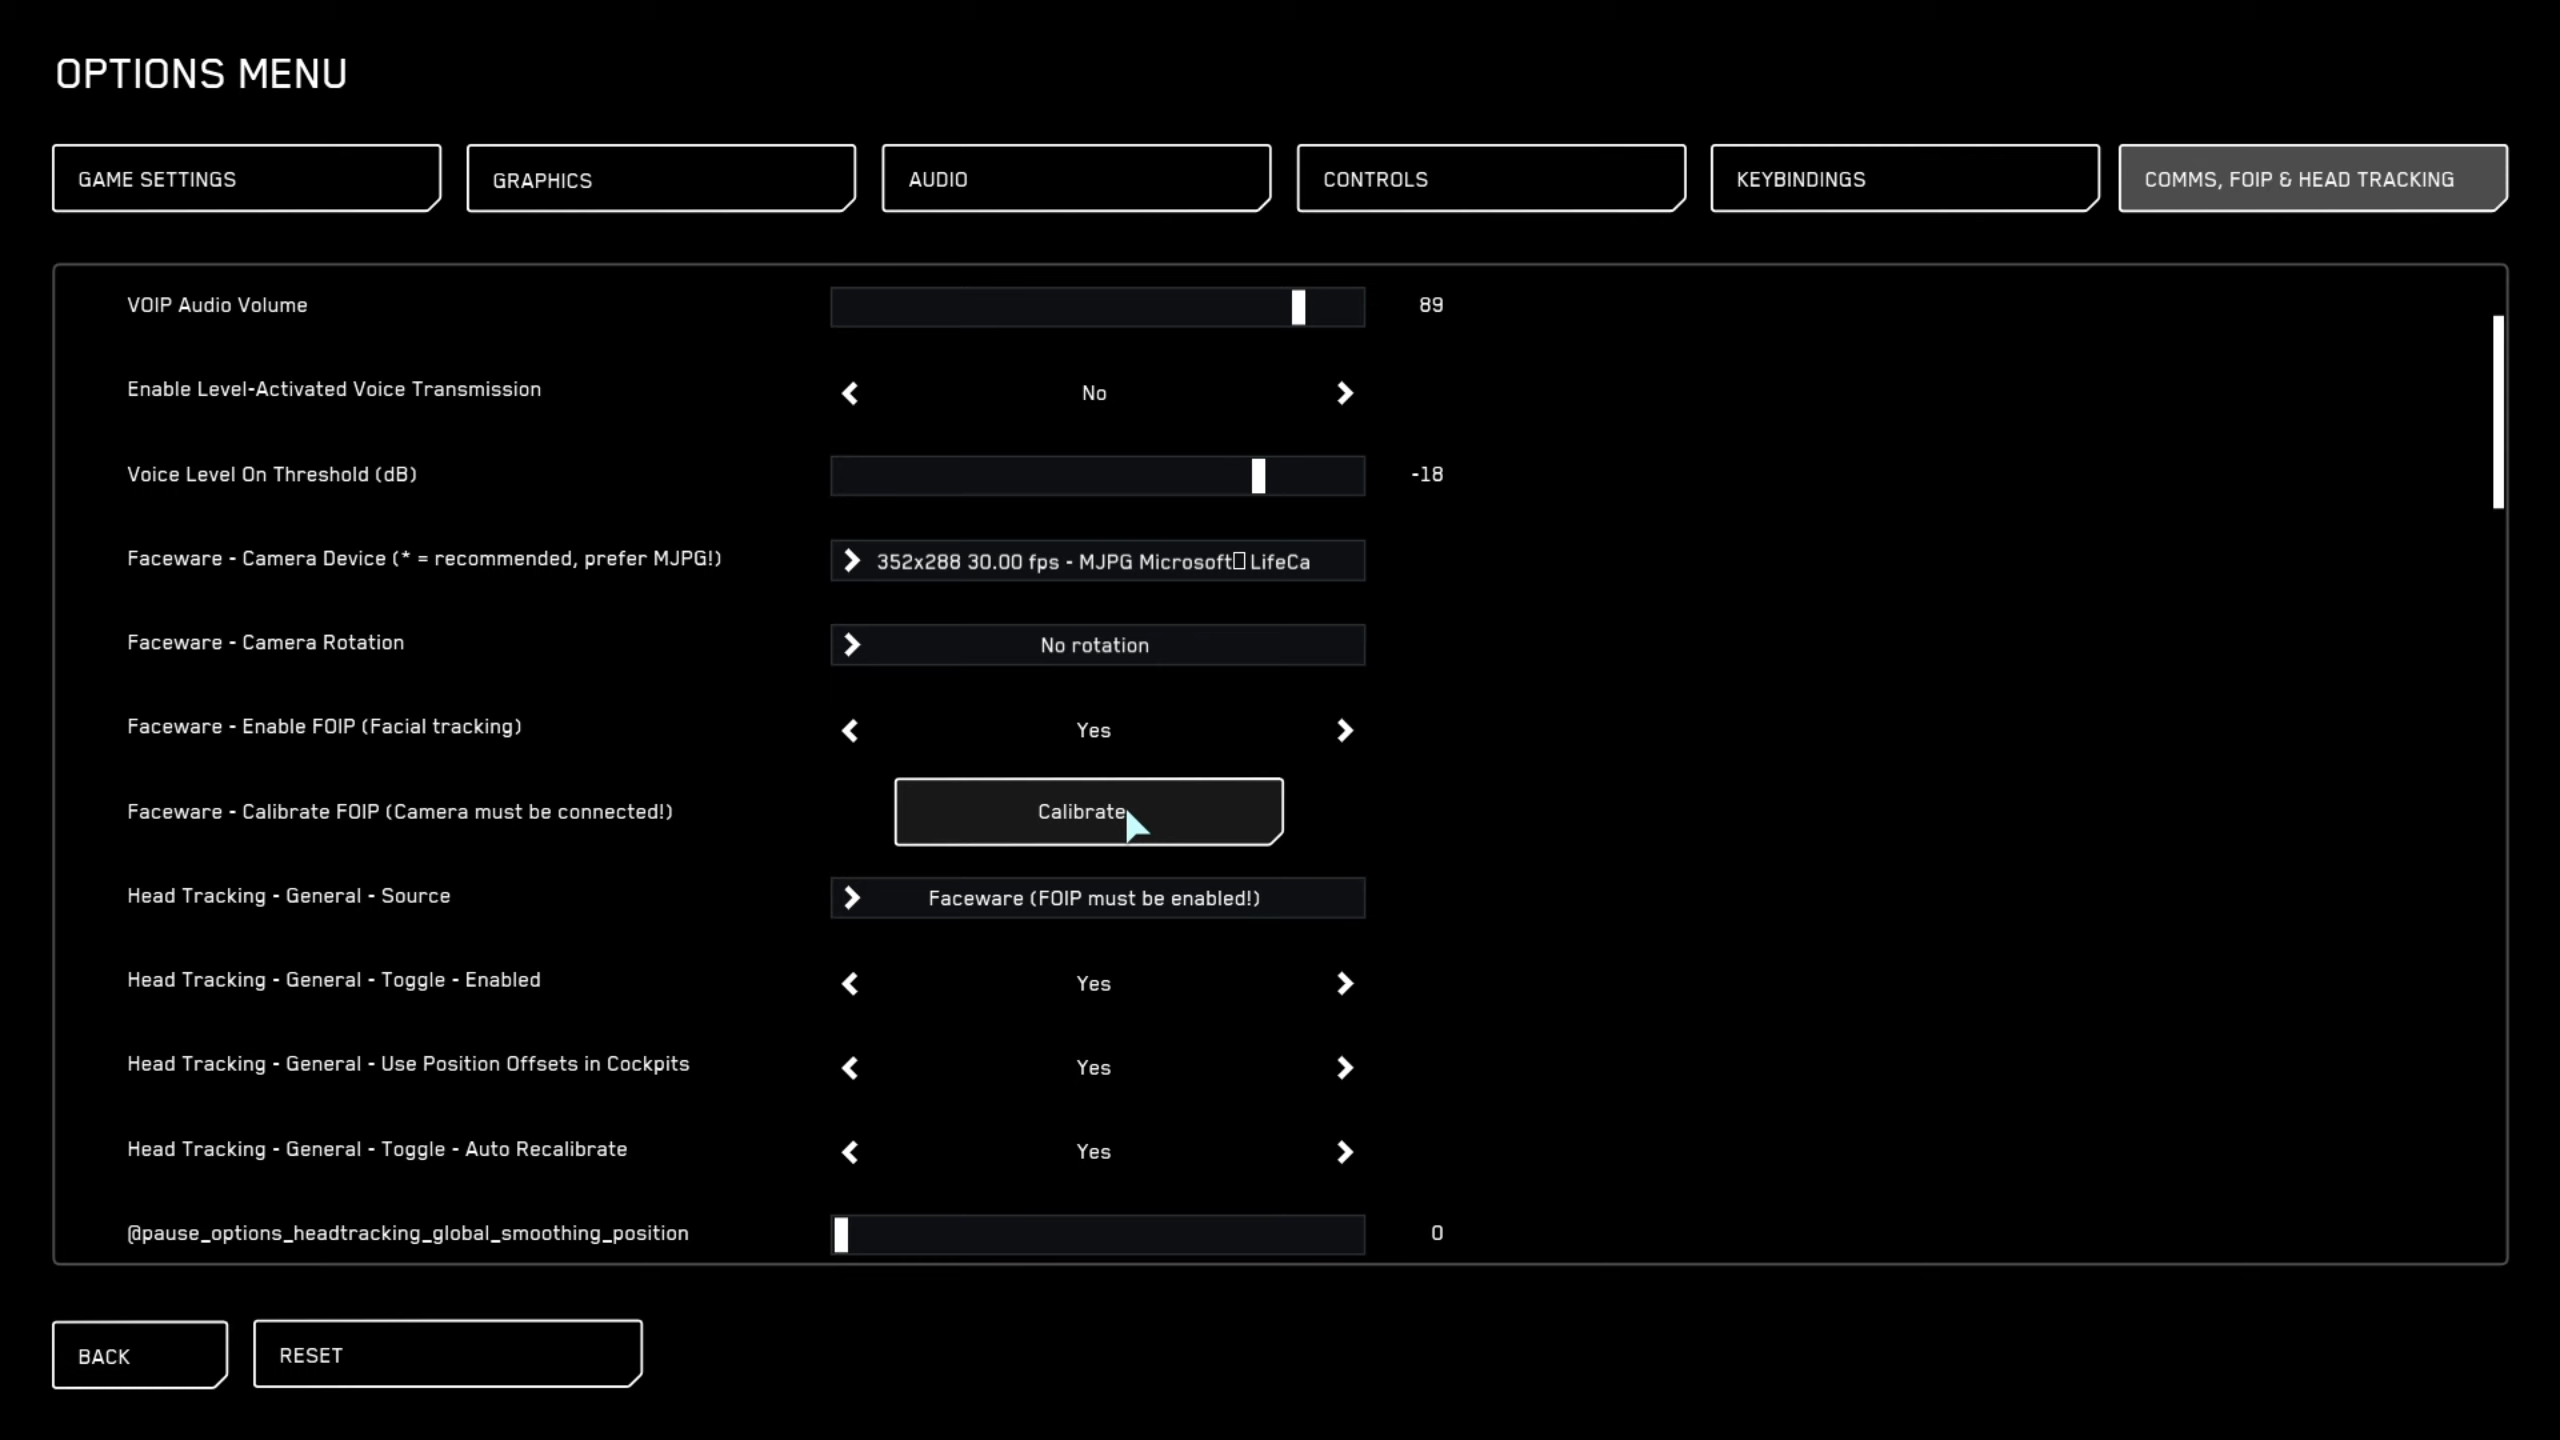 OPTIONS MENU
GAME SETTINGS
GRAPHICS
AUDIO
CONTROLS
KEYBINDINGS
COMMS, FOIP & HEAD TRACKING
VOIP Audio Volume 89
Enable Level-Activated Voice Transmission No
Voice Level On Threshold (dB) -18
Faceware - Camera Device (* = recommended, prefer MJPG!) 352x288 30.00 fps - MJPG Microsoft▯ LifeCa
Faceware - Camera Rotation No rotation
Faceware - Enable FOIP (Facial tracking) Yes
Faceware - Calibrate FOIP (Camera must be connected!) Calibrate
Head Tracking - General - Source Faceware (FOIP must be enabled!)
Head Tracking - General - Toggle - Enabled Yes
Head Tracking - General - Use Position Offsets in Cockpits Yes
Head Tracking - General - Toggle - Auto Recalibrate Yes
@pause_options_headtracking_global_smoothing_position 0
BACK
RESET